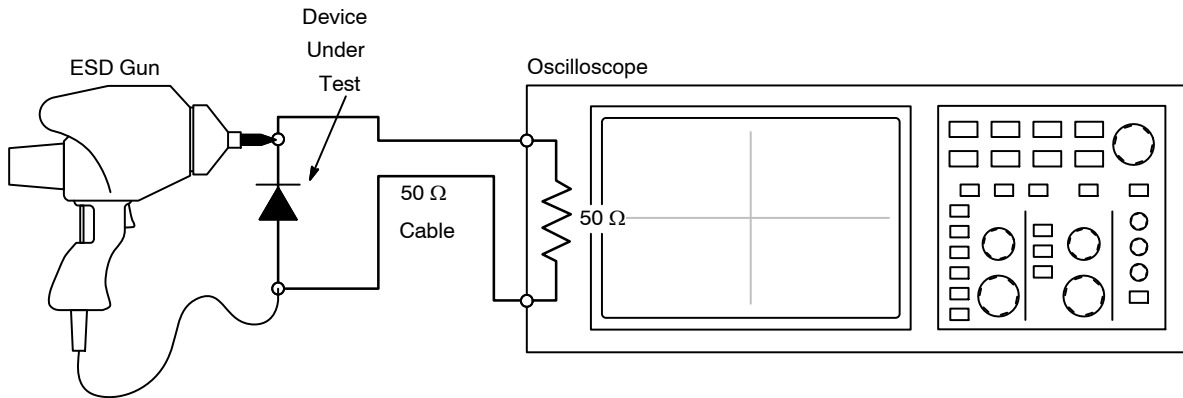 Device
Under
Test
ESD Gun
Oscilloscope
50 Ω
Cable
50 Ω